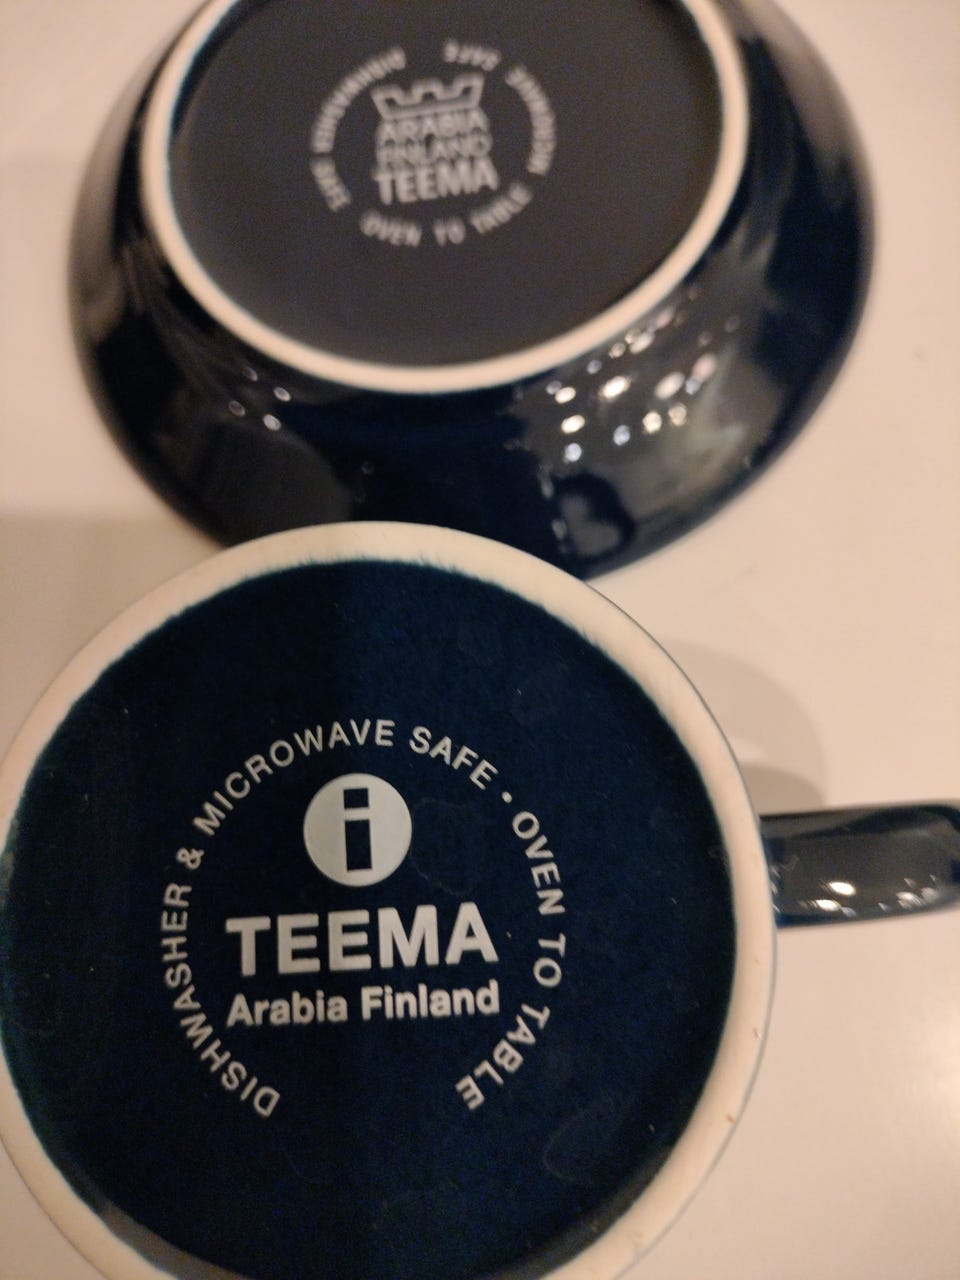 DISHWASHER SAFE
MICROWAVE SAFE
ARABIA
FINLAND
TEEMA
OVEN TO TABLE
DISHWASHER & MICROWAVE SAFE • OVEN TO TABLE
i
TEEMA
Arabia Finland